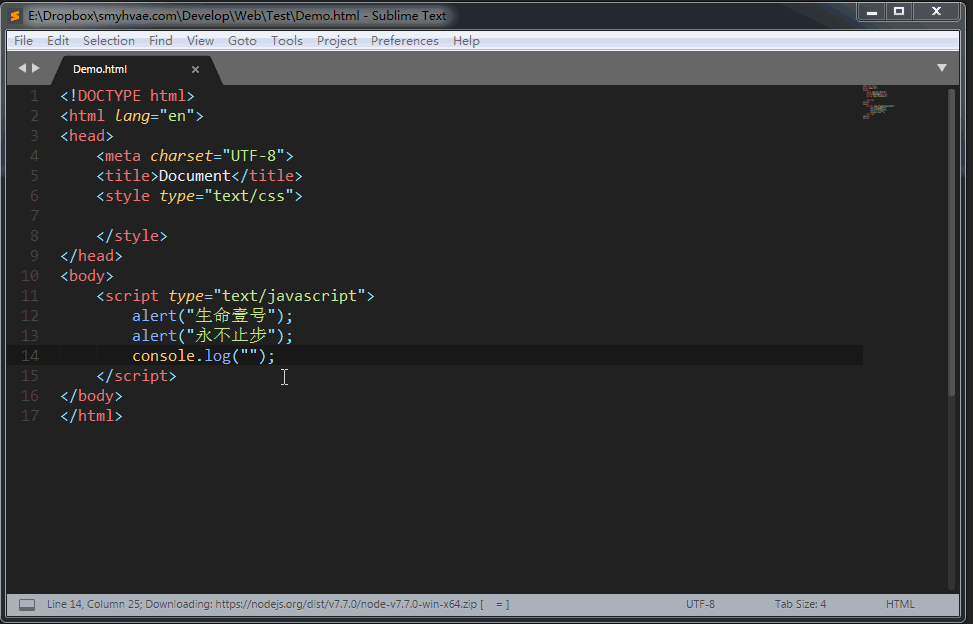 E:\Dropbox\smyhvae.com\Develop\Web\Test\Demo.html - Sublime Text
File Edit Selection Find View Goto Tools Project Preferences Help
Demo.html
1 <!DOCTYPE html>
2 <html lang="en">
3 <head>
4 <meta charset="UTF-8">
5 <title>Document</title>
6 <style type="text/css">
7
8 </style>
9 </head>
10 <body>
11 <script type="text/javascript">
12 alert("生命壹号");
13 alert("永不止步");
14 console.log("");
15 </script>
16 </body>
17 </html>
Line 14, Column 25; Downloading: https://nodejs.org/dist/v7.7.0/node-v7.7.0-win-x64.zip [ = ] UTF-8 Tab Size: 4 HTML